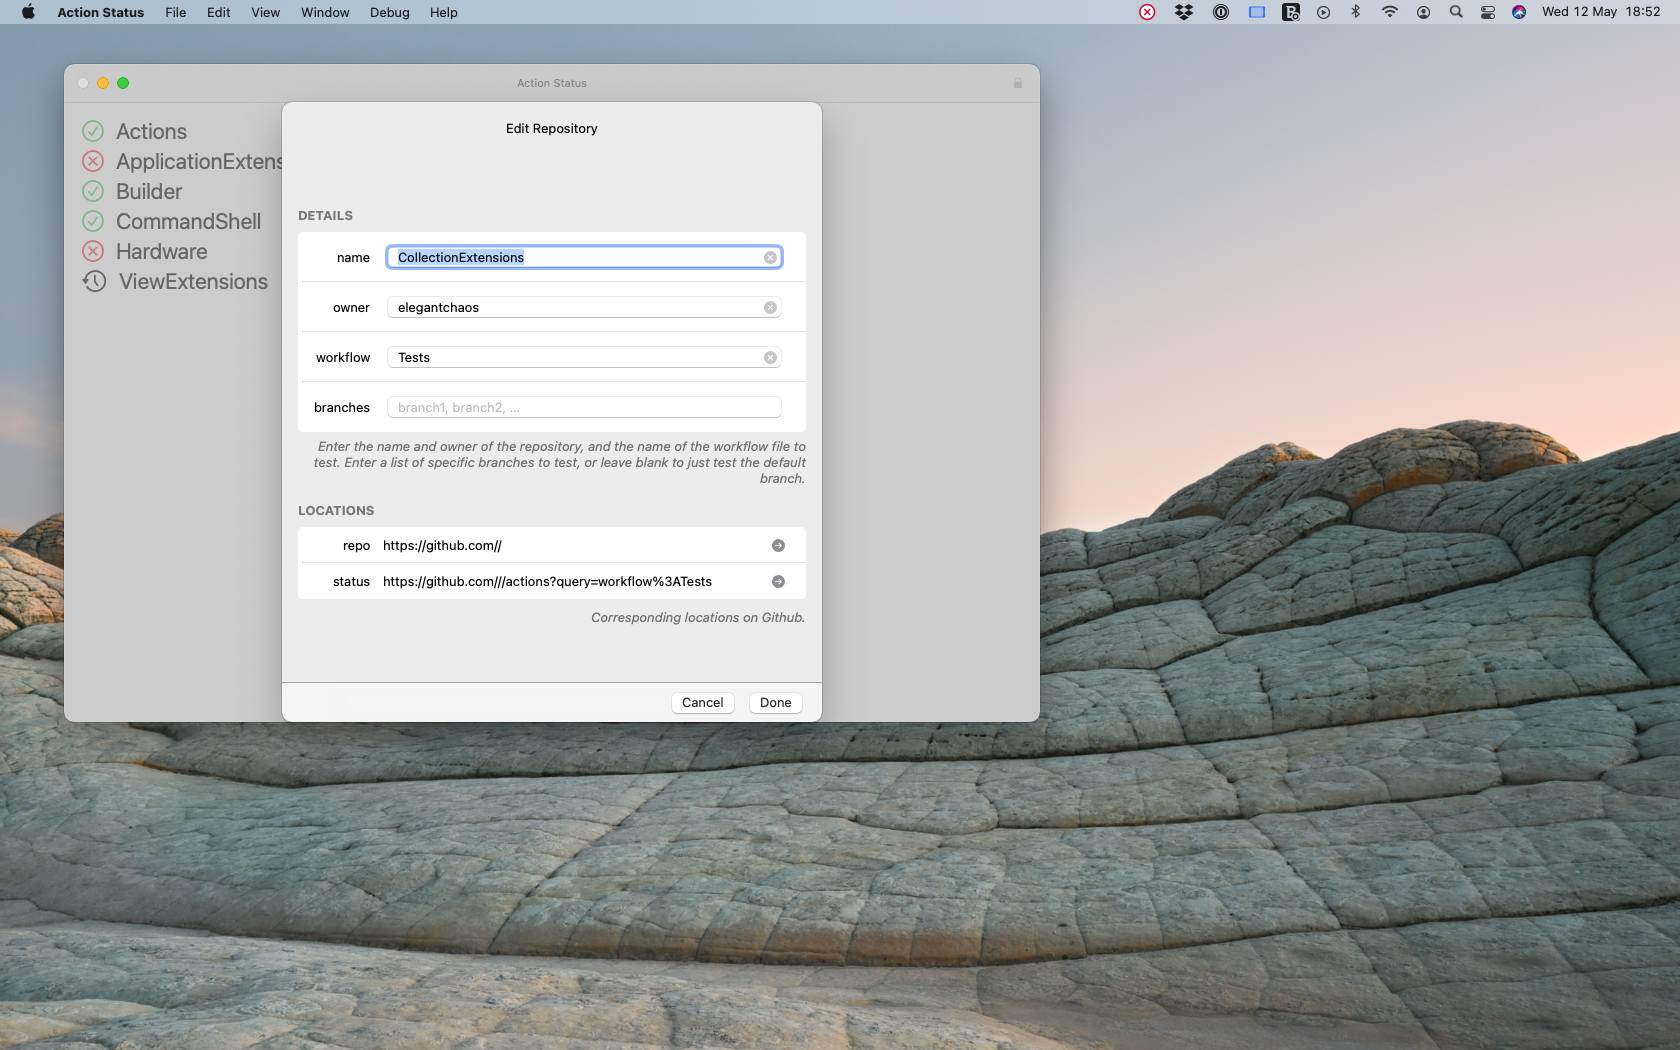 Action Status File Edit View Window Debug Help Wed 12 May 18:52
Action Status
Actions
ApplicationExtens
Builder
CommandShell
Hardware
ViewExtensions
Edit Repository
DETAILS
name CollectionExtensions
owner elegantchaos
workflow Tests
branches branch1, branch2, ...
Enter the name and owner of the repository, and the name of the workflow file to
test. Enter a list of specific branches to test, or leave blank to just test the default
branch.
LOCATIONS
repo https://github.com//
status https://github.com///actions?query=workflow%3ATests
Corresponding locations on Github.
Cancel Done